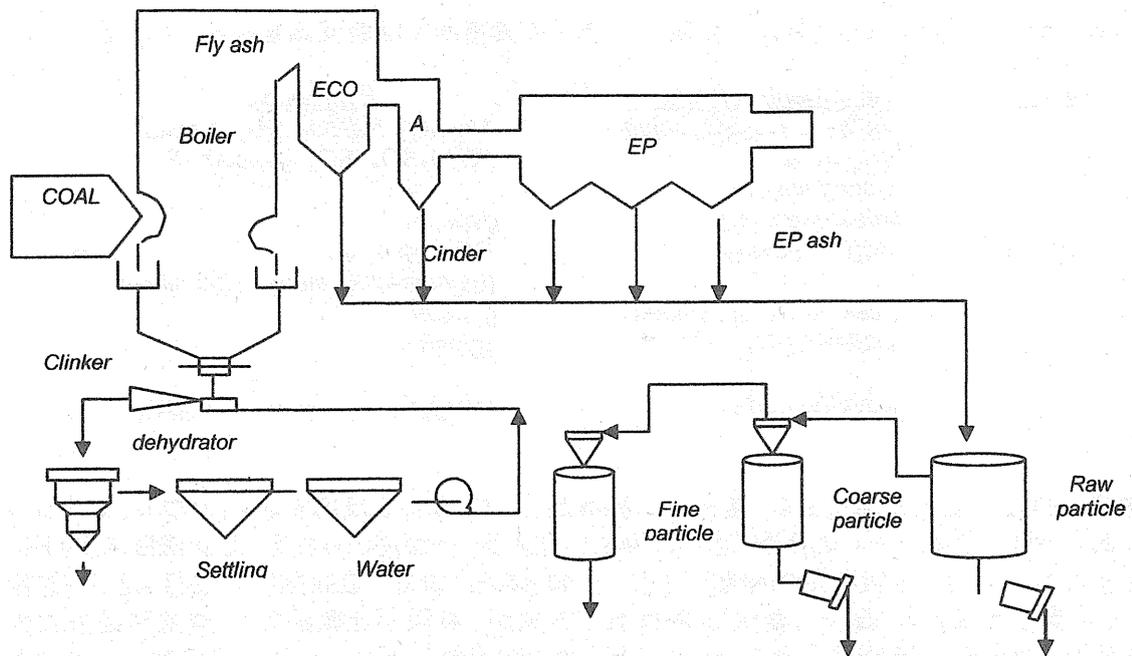 Fly ash
ECO
A
Boiler
EP
COAL
EP ash
Cinder
Clinker
dehydrator
Raw
particle
Coarse
particle
Fine
particle
Settling
Water